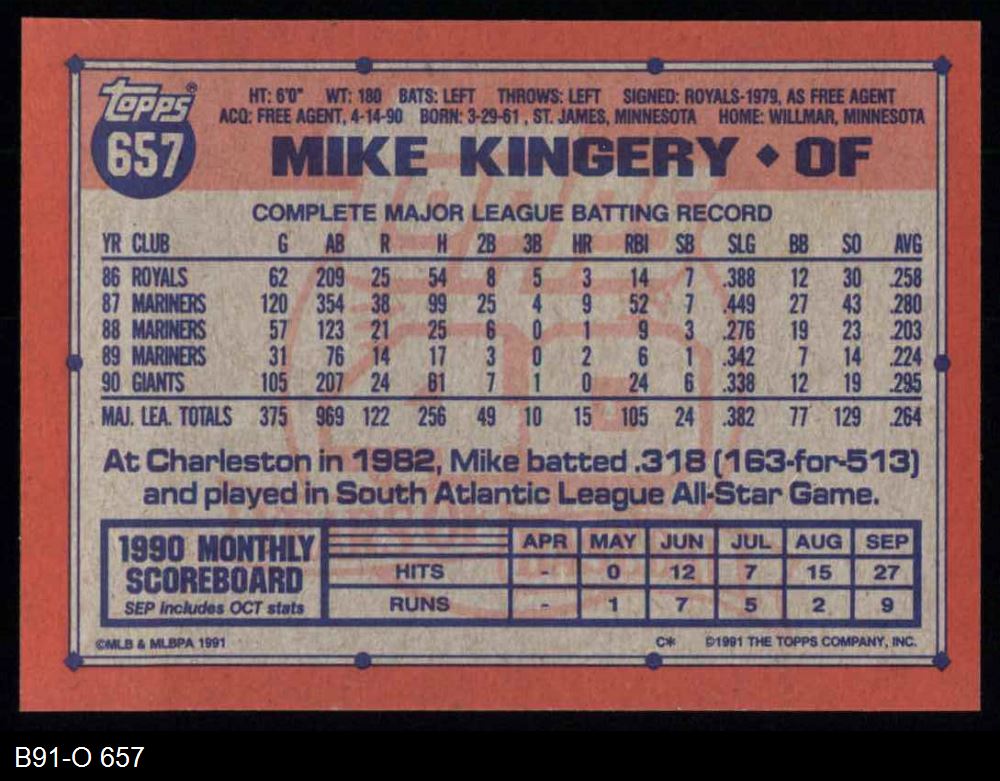 topps®
657
HT: 6'0" WT: 180 BATS: LEFT THROWS: LEFT SIGNED: ROYALS-1979, AS FREE AGENT
ACQ: FREE AGENT, 4-14-90 BORN: 3-29-61, ST. JAMES, MINNESOTA HOME: WILLMAR, MINNESOTA
MIKE KINGERY ◆ OF
COMPLETE MAJOR LEAGUE BATTING RECORD
YR CLUB G AB R H 2B 3B HR RBI SB SLG BB SO AVG
86 ROYALS 62 209 25 54 8 5 3 14 7 .388 12 30 .258
87 MARINERS 120 354 38 99 25 4 9 52 7 .449 27 43 .280
88 MARINERS 57 123 21 25 6 0 1 9 3 .276 19 23 .203
89 MARINERS 31 76 14 17 3 0 2 6 1 .342 7 14 .224
90 GIANTS 105 207 24 61 7 1 0 24 6 .338 12 19 .295
MAJ. LEA. TOTALS 375 969 122 256 49 10 15 105 24 .382 77 129 .264
At Charleston in 1982, Mike batted .318 (163-for-513)
and played in South Atlantic League All-Star Game.
1990 MONTHLY
SCOREBOARD
SEP includes OCT stats
APR MAY JUN JUL AUG SEP
HITS - 0 12 7 15 27
RUNS - 1 7 5 2 9
©MLB & MLBPA 1991 C* ©1991 THE TOPPS COMPANY, INC.
B91-O 657